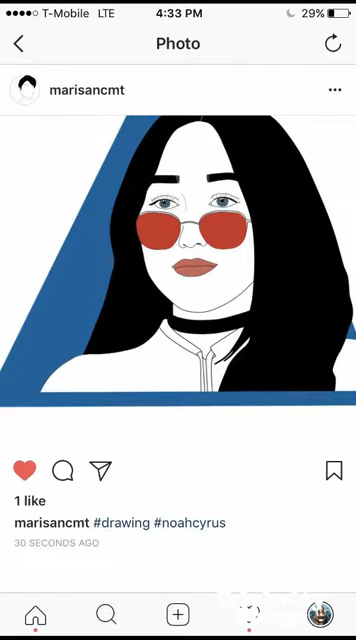 T-Mobile LTE 4:33 PM 29%
Photo
marisancmt
1 like
marisancmt #drawing #noahcyrus
30 SECONDS AGO